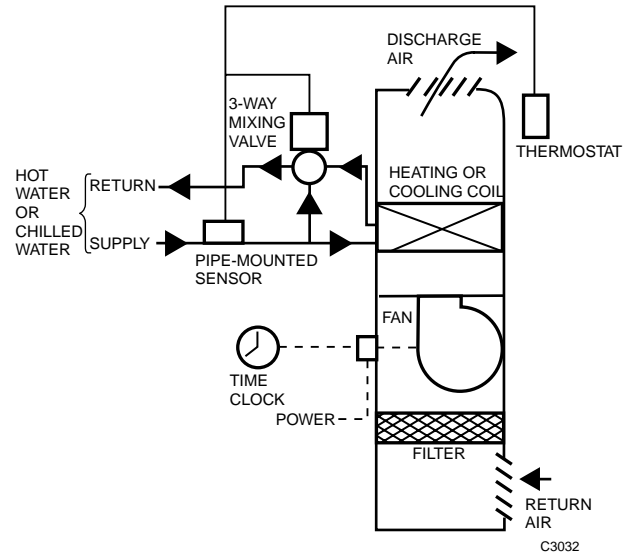 DISCHARGE
AIR
3-WAY
MIXING
VALVE
THERMOSTAT
HEATING OR
COOLING COIL
HOT
WATER
OR
CHILLED
WATER
RETURN
SUPPLY
PIPE-MOUNTED
SENSOR
FAN
TIME
CLOCK
POWER
FILTER
RETURN
AIR
C3032